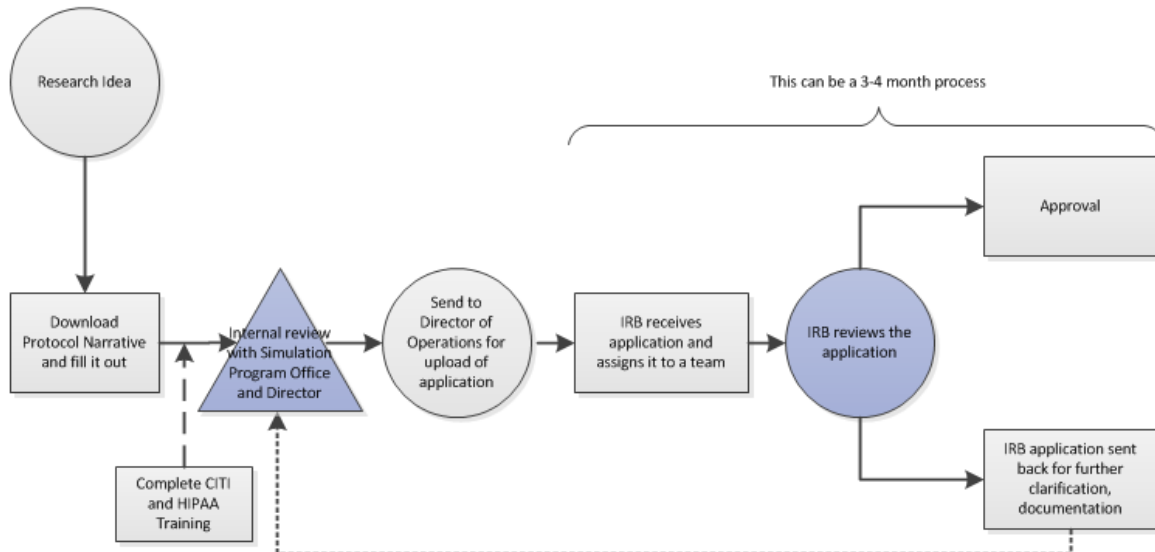 Research Idea
This can be a 3-4 month process
Approval
Download
Protocol Narrative
and fill it out
Internal review
with Simulation
Program Office
and Director
Send to
Director of
Operations for
upload of
application
IRB receives
application and
assigns it to a team
IRB reviews the
application
Complete CITI
and HIPAA
Training
IRB application sent
back for further
clarification,
documentation